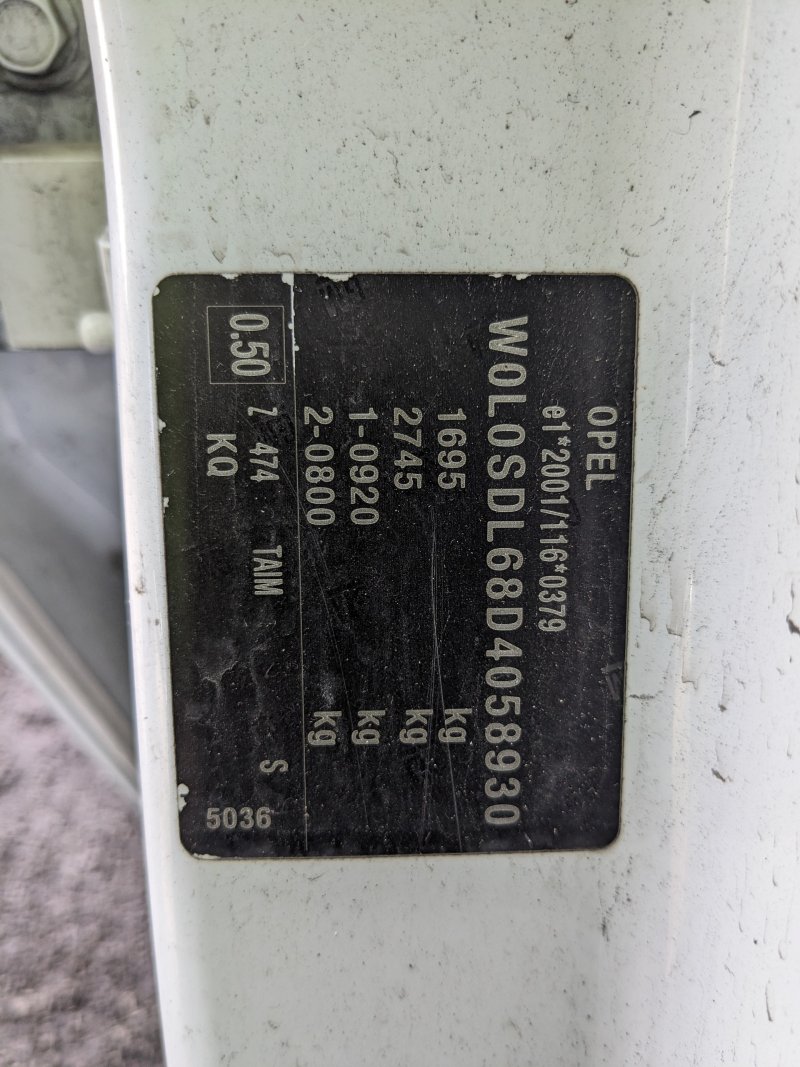 OPEL
e1*2001/116*0379
W0L0SDL68D4058930
1695 kg
2745 kg
1-0920 kg
2-0800 kg
0.50 Z 474 TAIM S
KQ 5036